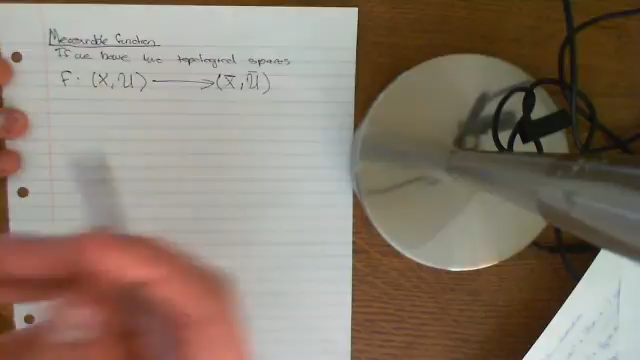 Measurable function
If we have two topological spaces
F: (X, U) ⟶ (X̄, Ū)